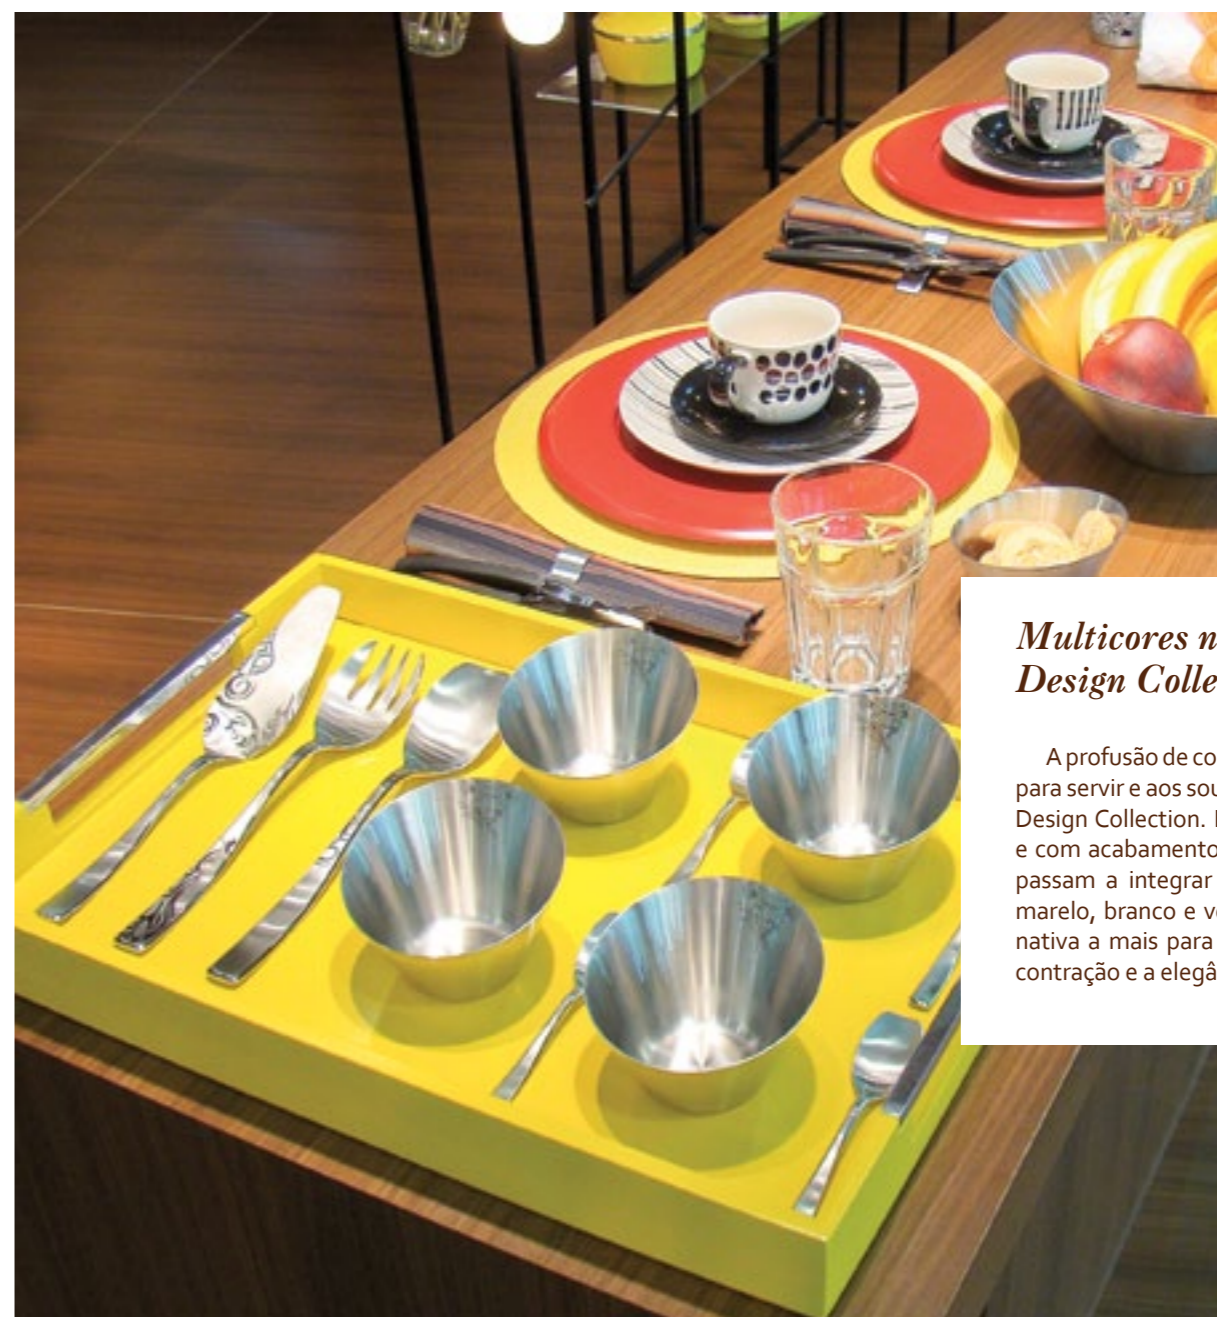 Multicores n
Design Colle
A profusão de co
para servir e aos sou
Design Collection.
e com acabamento
passam a integrar
marelo, branco e v
nativa a mais para
contração e a elegâ